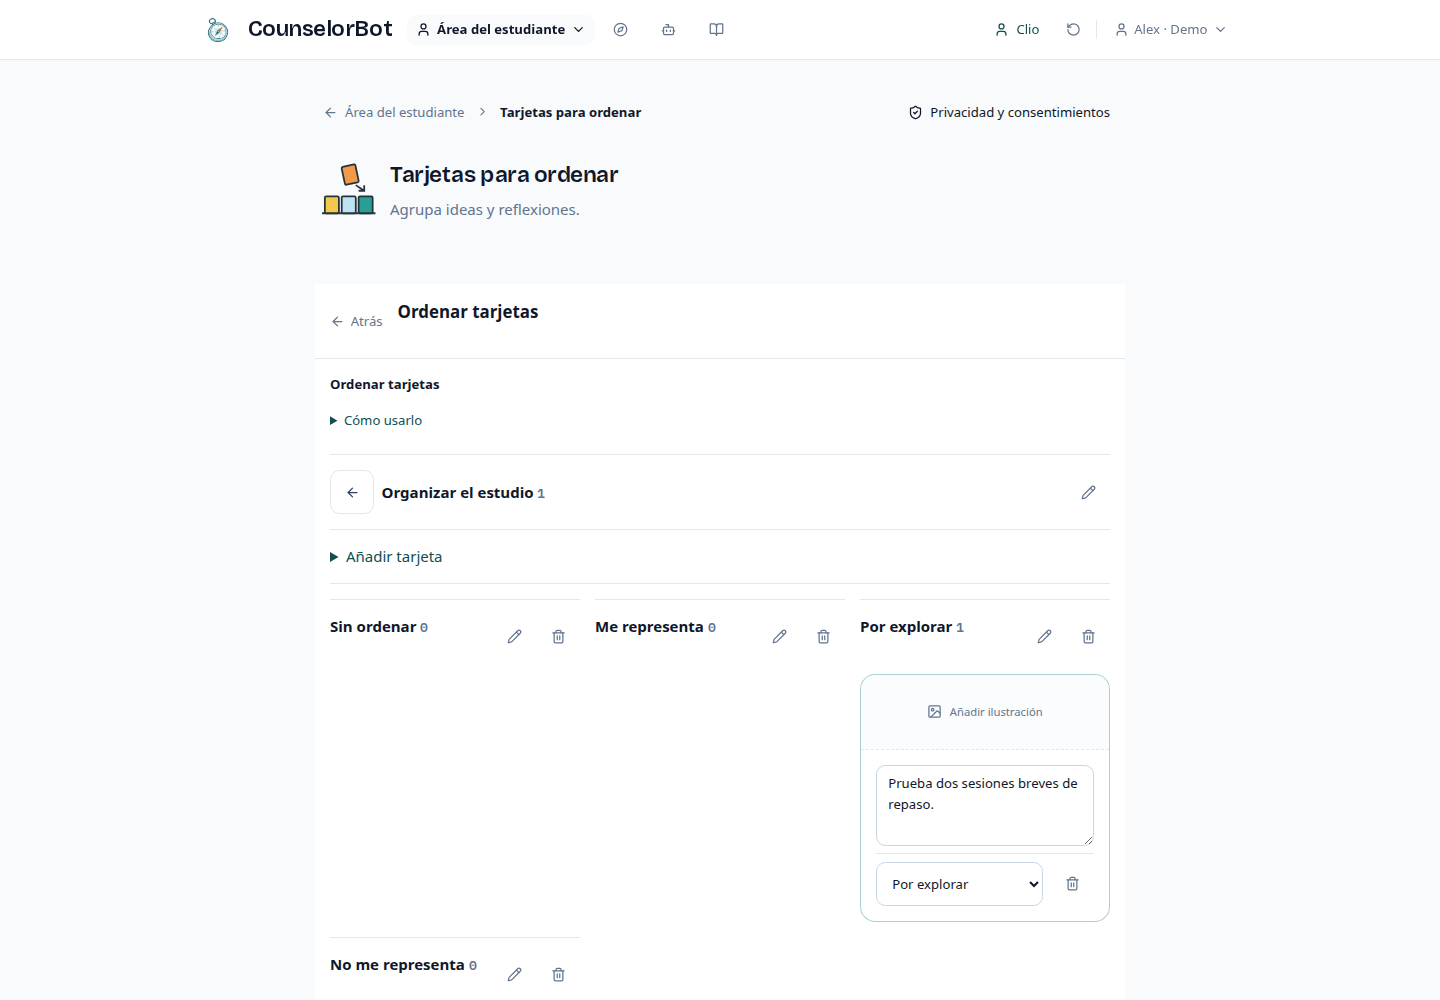 CounselorBot
Área del estudiante
Clio
Alex · Demo
Área del estudiante
Tarjetas para ordenar
Privacidad y consentimientos
Tarjetas para ordenar
Agrupa ideas y reflexiones.
Atrás
Ordenar tarjetas
Ordenar tarjetas
Cómo usarlo
Organizar el estudio 1
Añadir tarjeta
Sin ordenar 0
Me representa 0
Por explorar 1
Añadir ilustración
Prueba dos sesiones breves de
repaso.
Por explorar
No me representa 0